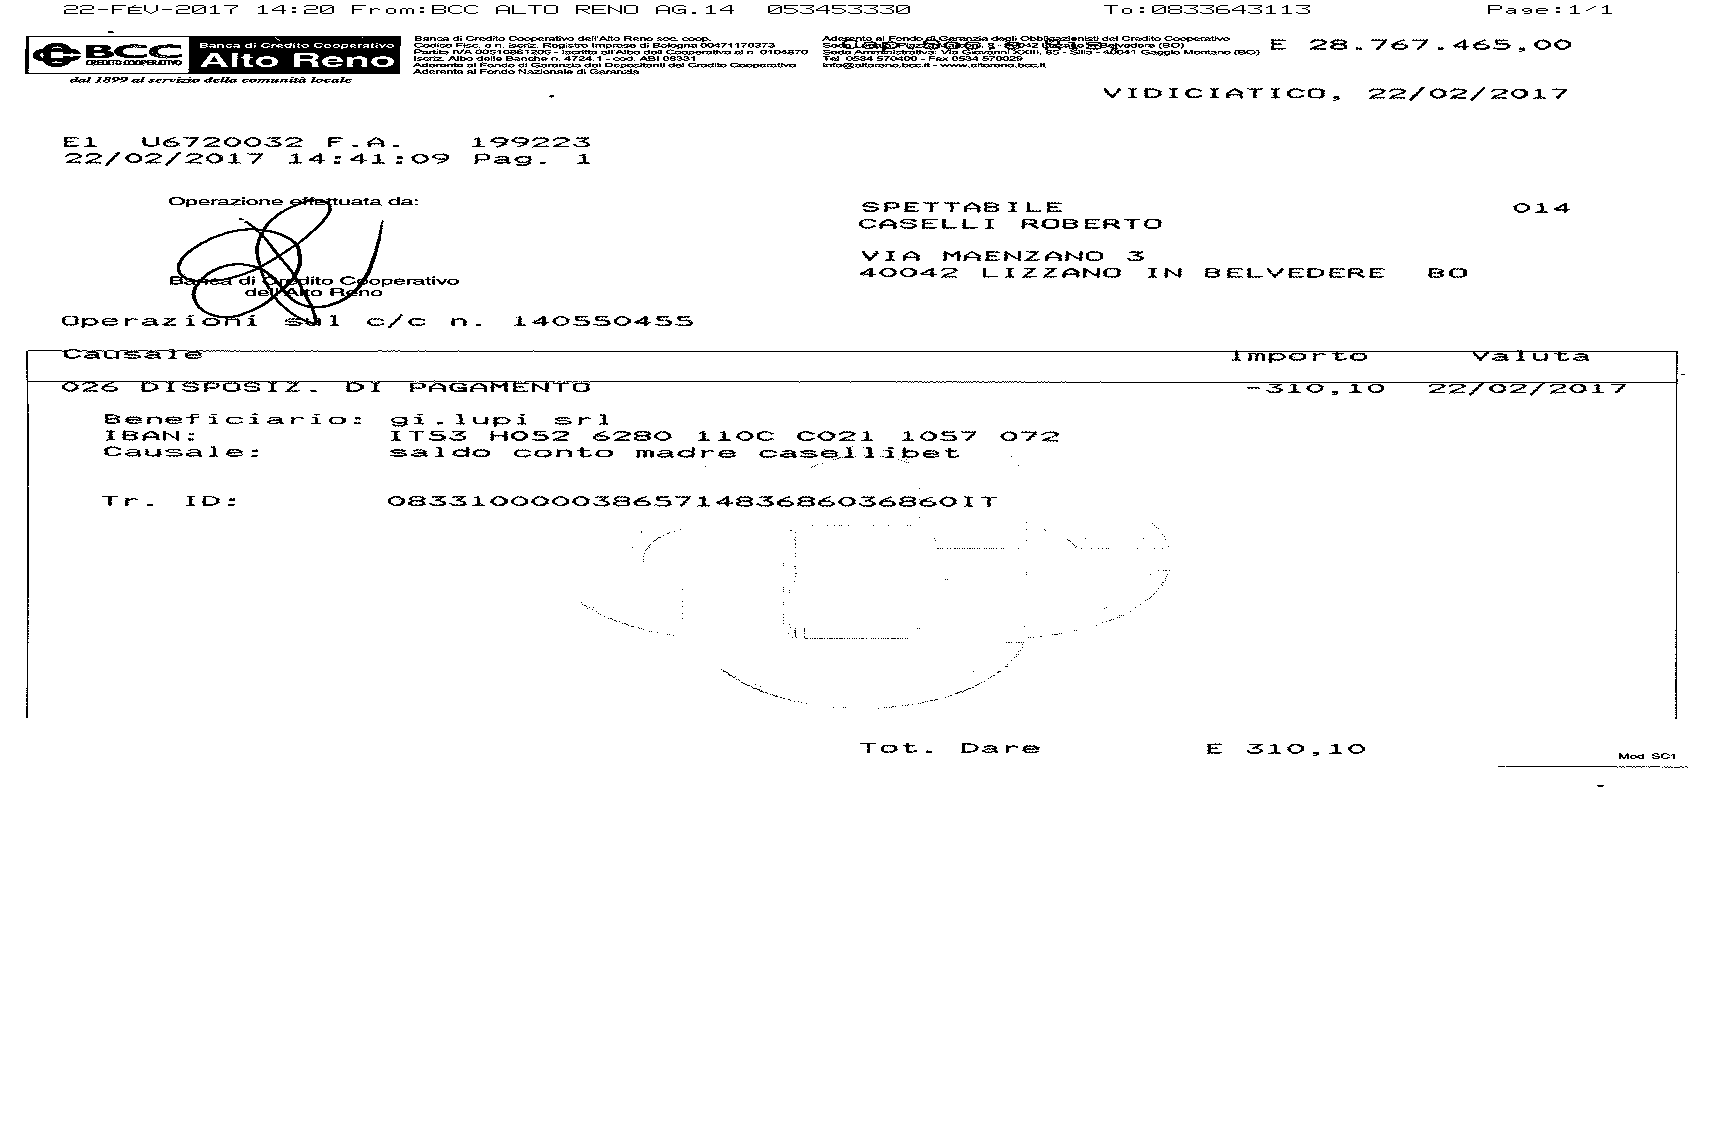 22-FEV-2017 14:20 From:BCC ALTO RENO AG.14 053453330 To:0833643113 Page:1/1
BCC
CREDITO COOPERATIVO
Banca di Credito Cooperativo
Alto Reno
dal 1899 al servizio della comunità locale
Banca di Credito Cooperativo dell'Alto Reno soc. coop.
Codice Fisc. e n. iscriz. Registro Imprese di Bologna 00471170373
Partita IVA 00510861206 - Iscritta all'Albo delle Cooperative al n. 0104870
Iscriz. Albo delle Banche n. 4724.1 - cod. ABI 08331
Aderente al Fondo di Garanzia dei Depositanti del Credito Cooperativo
Aderente al Fondo Nazionale di Garanzia
Aderente al Fondo di Garanzia degli Obbligazionisti del Credito Cooperativo
Belvedere (BO)
Sede Amministrativa: Via Giovanni XXIII, - Silla - 40041 Gaggio Montano (BO)
Tel 0534 570400 - Fax 0534 570029
info@altoreno.bcc.it - www.altoreno.bcc.it
E 28.767.465,00
VIDICIATICO, 22/02/2017
E1 U6720032 F.A. 199223
22/02/2017 14:41:09 Pag. 1
Operazione effettuata da:
SPETTABILE 014
CASELLI ROBERTO
VIA MAENZANO 3
40042 LIZZANO IN BELVEDERE BO
Banca di Credito Cooperativo
dell'Alto Reno
Operazioni sul c/c n. 140550455
Causale Importo Valuta
026 DISPOSIZ. DI PAGAMENTO -310,10 22/02/2017
Beneficiario: gi.lupi srl
IBAN: IT53 H052 6280 110C C021 1057 072
Causale: saldo conto madre casellibet
Tr. ID: 0833100000386571483686036860IT
Tot. Dare E 310,10
Mod SC1